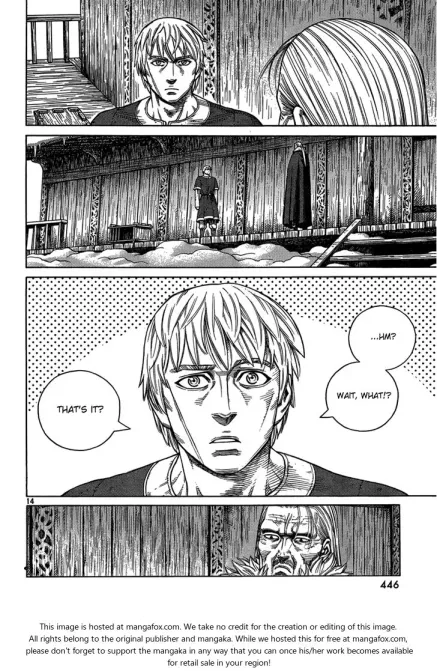 ...HM?
WAIT, WHAT!?
THAT'S IT?
14
446
This image is hosted at mangafox.com. We take no credit for the creation or editing of this image.
All rights belong to the original publisher and mangaka. While we hosted this for free at mangafox.com,
please don't forget to support the mangaka in any way that you can once his/her work becomes available
for retail sale in your region!